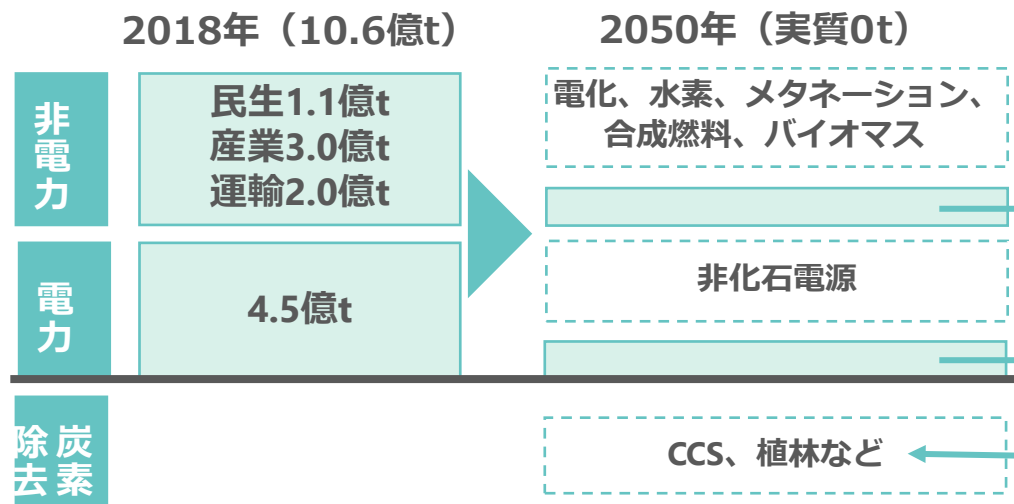 2018年（10.6億t）
2050年（実質0t）
非電力
民生1.1億t
産業3.0億t
運輸2.0億t
電化、水素、メタネーション、
合成燃料、バイオマス
電力
4.5億t
非化石電源
炭素
除去
CCS、植林など